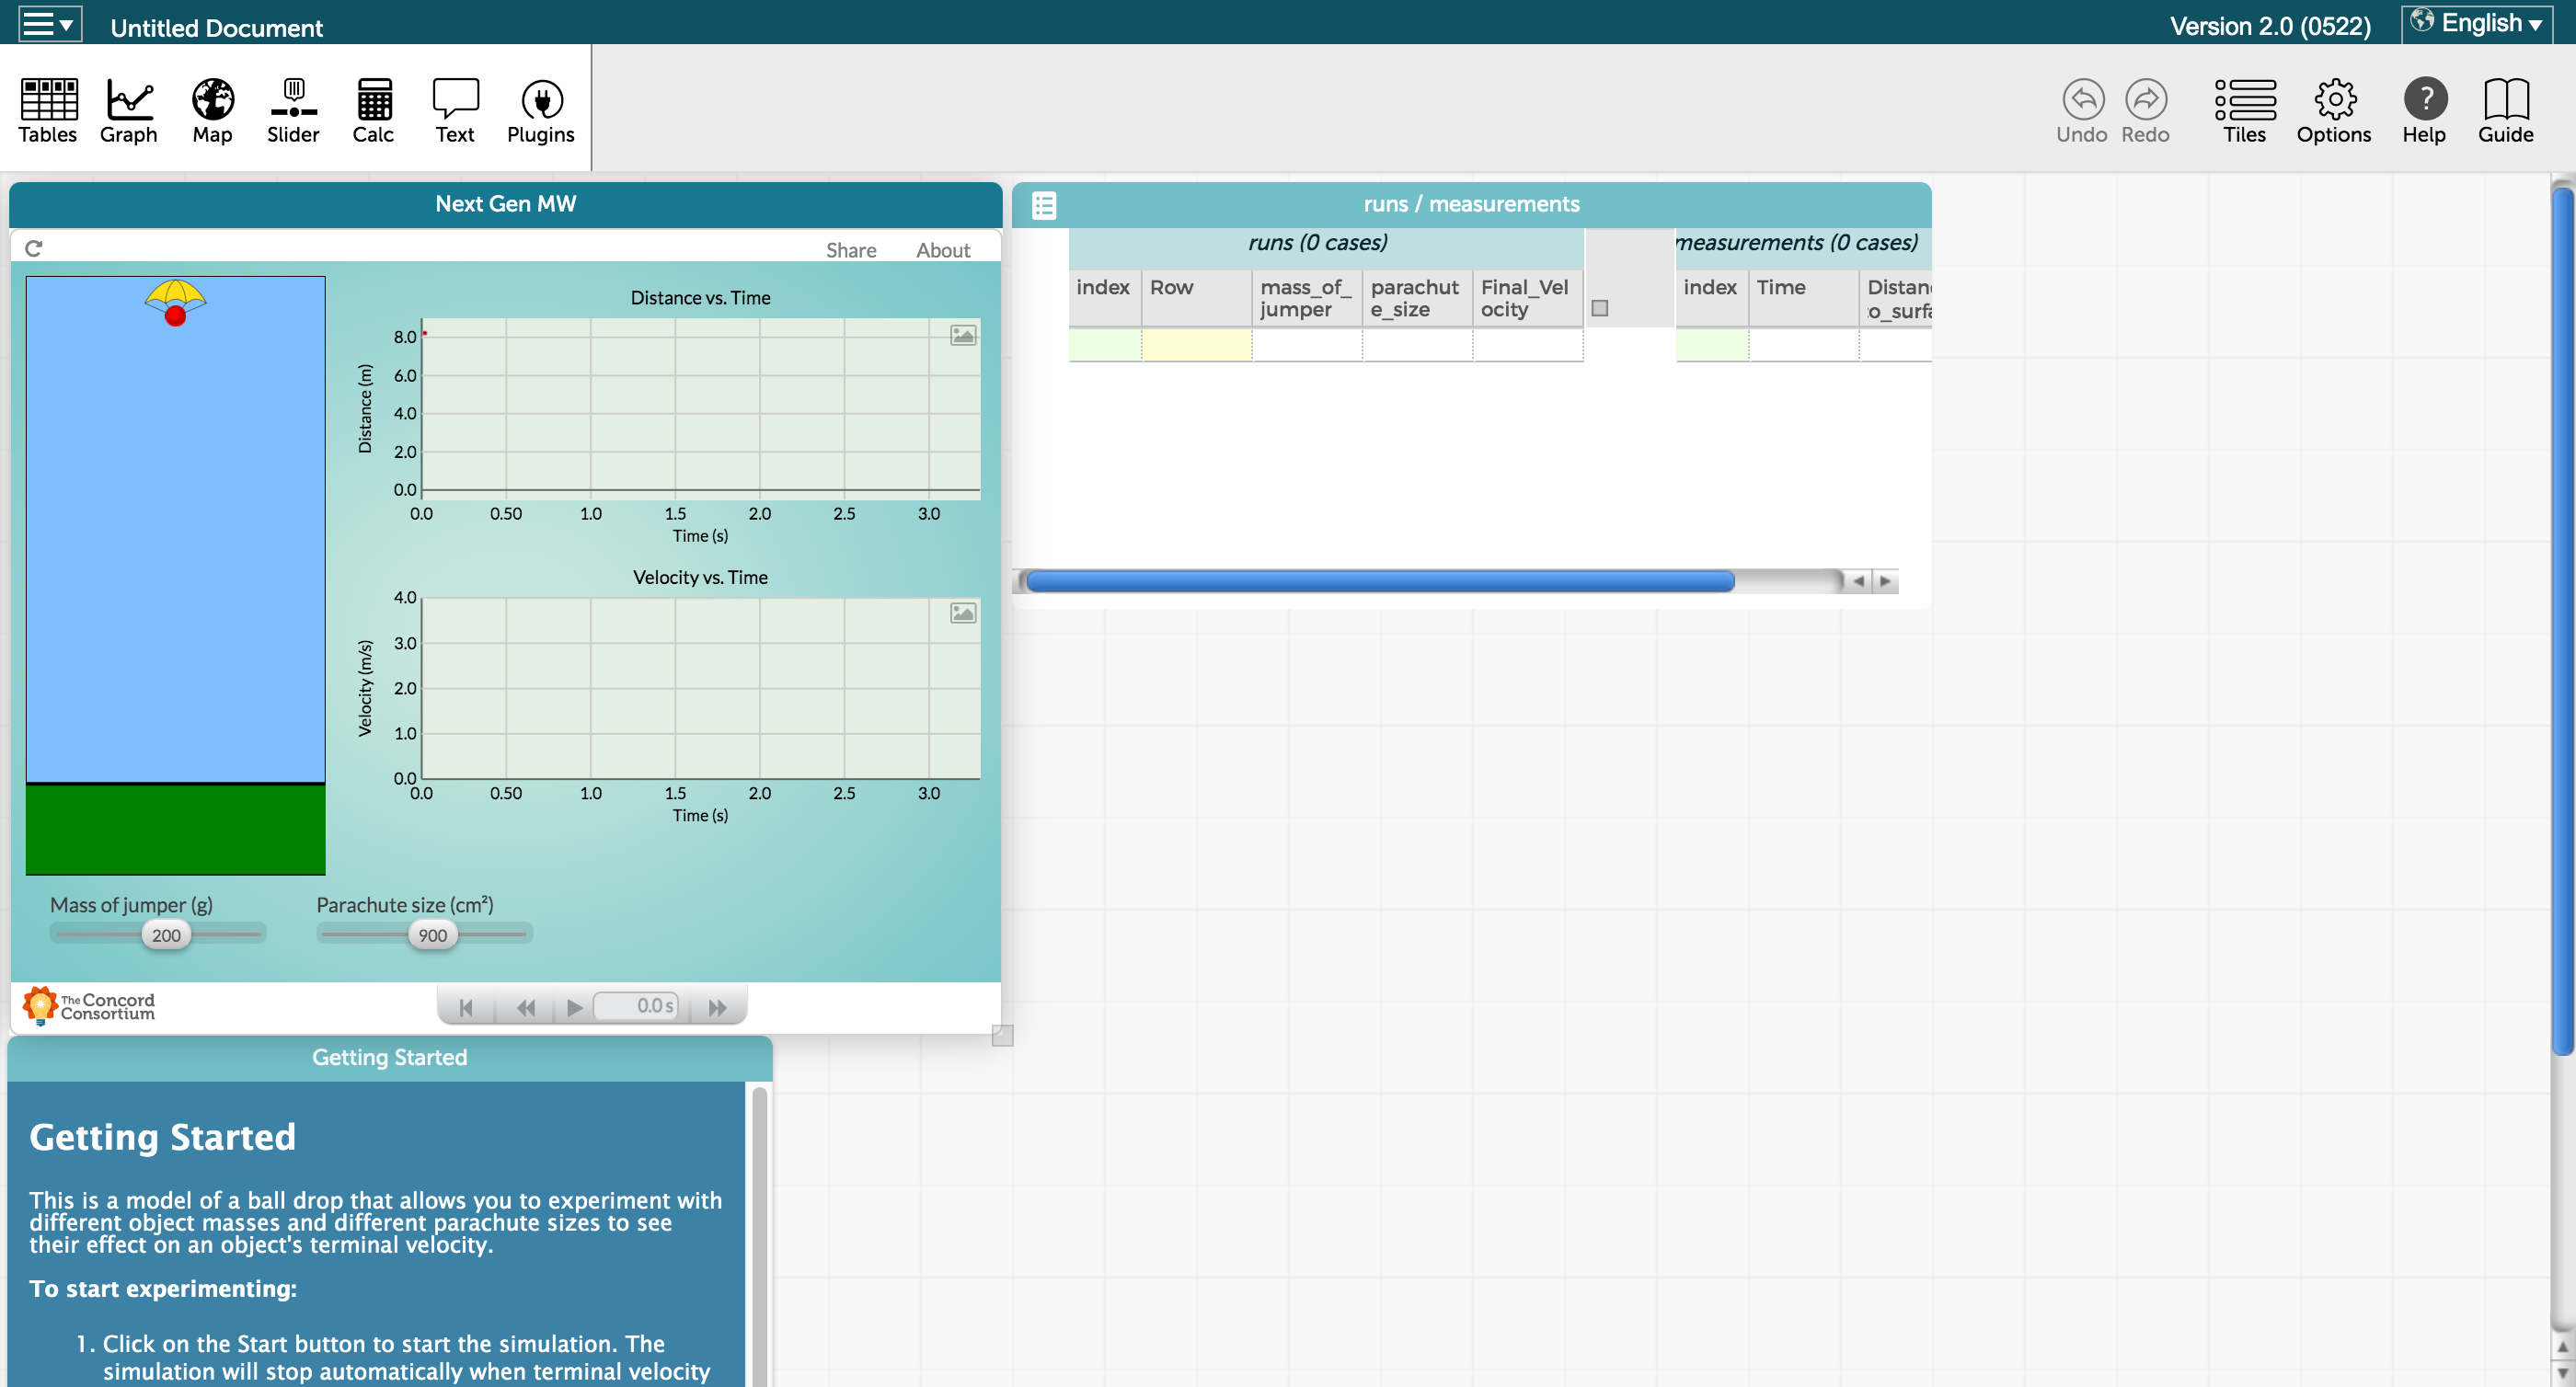 Untitled Document
Version 2.0 (0522)
English
Tables
Graph
Map
Slider
Calc
Text
Plugins
Undo
Redo
Tiles
Options
?
Help
Guide
Next Gen MW
Share
About
Distance vs. Time
Distance (m)
8.0
6.0
4.0
2.0
0.0
0.0 0.50 1.0 1.5 2.0 2.5 3.0
Time (s)
Velocity vs. Time
Velocity (m/s)
4.0
3.0
2.0
1.0
0.0
0.0 0.50 1.0 1.5 2.0 2.5 3.0
Time (s)
Mass of jumper (g)
200
Parachute size (cm²)
900
The Concord
Consortium
0.0 s
runs / measurements
runs (0 cases)
index
Row
mass_of_
jumper
parachut
e_size
Final_Vel
ocity
measurements (0 cases)
index
Time
Getting Started
Getting Started
This is a model of a ball drop that allows you to experiment with
different object masses and different parachute sizes to see
their effect on an object's terminal velocity.
To start experimenting:
1. Click on the Start button to start the simulation. The
simulation will stop automatically when terminal velocity